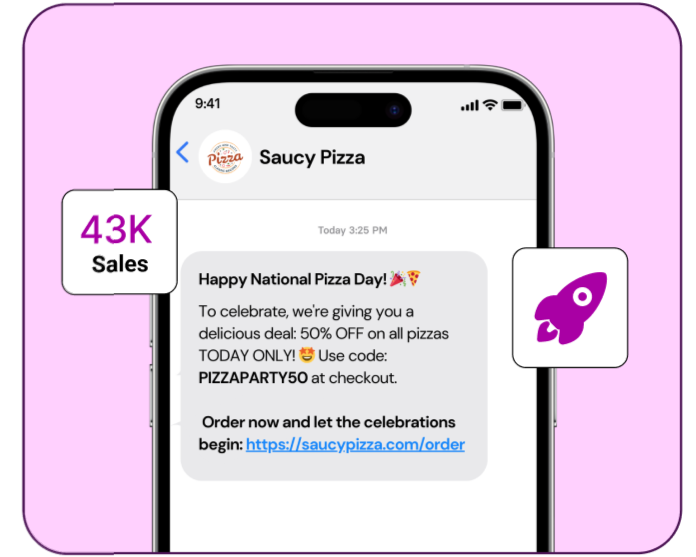 9:41
Pizza
Saucy Pizza
Today 3:25 PM
43K
Sales
Happy National Pizza Day! 🎉🍕
To celebrate, we're giving you a
delicious deal: 50% OFF on all pizzas
TODAY ONLY! 🤩 Use code:
PIZZAPARTY50 at checkout.
Order now and let the celebrations
begin: https://saucypizza.com/order